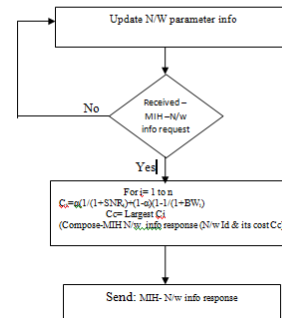 Update N/W parameter info
Received –
MIH –N/w
info request
No
Yes
For i= 1 to n
Ci=α(1/(1+SNRi)+(1-α)(1-1/(1+BWi)
Cc= Largest Ci
(Compose-MIH N/w. info response (N/w Id & its cost Cc)
Send: MIH- N/w info response